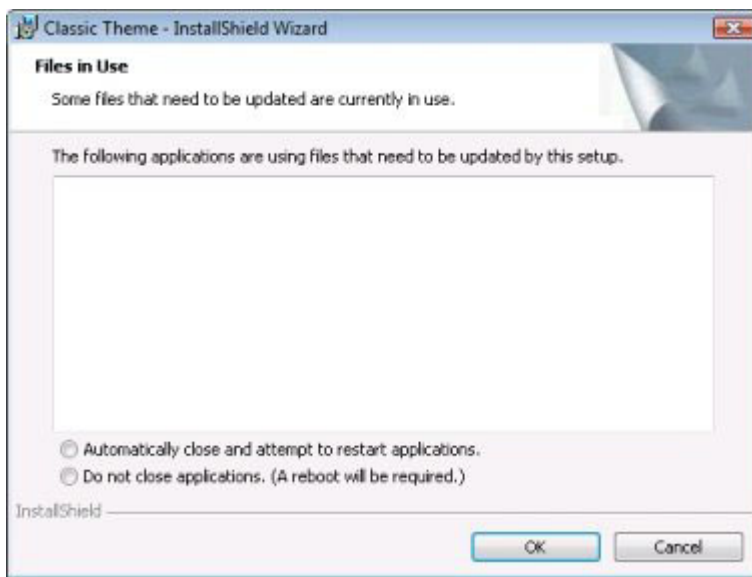 Classic Theme - InstallShield Wizard
Files in Use
Some files that need to be updated are currently in use.
The following applications are using files that need to be updated by this setup.
Automatically close and attempt to restart applications.
Do not close applications. (A reboot will be required.)
InstallShield
OK
Cancel